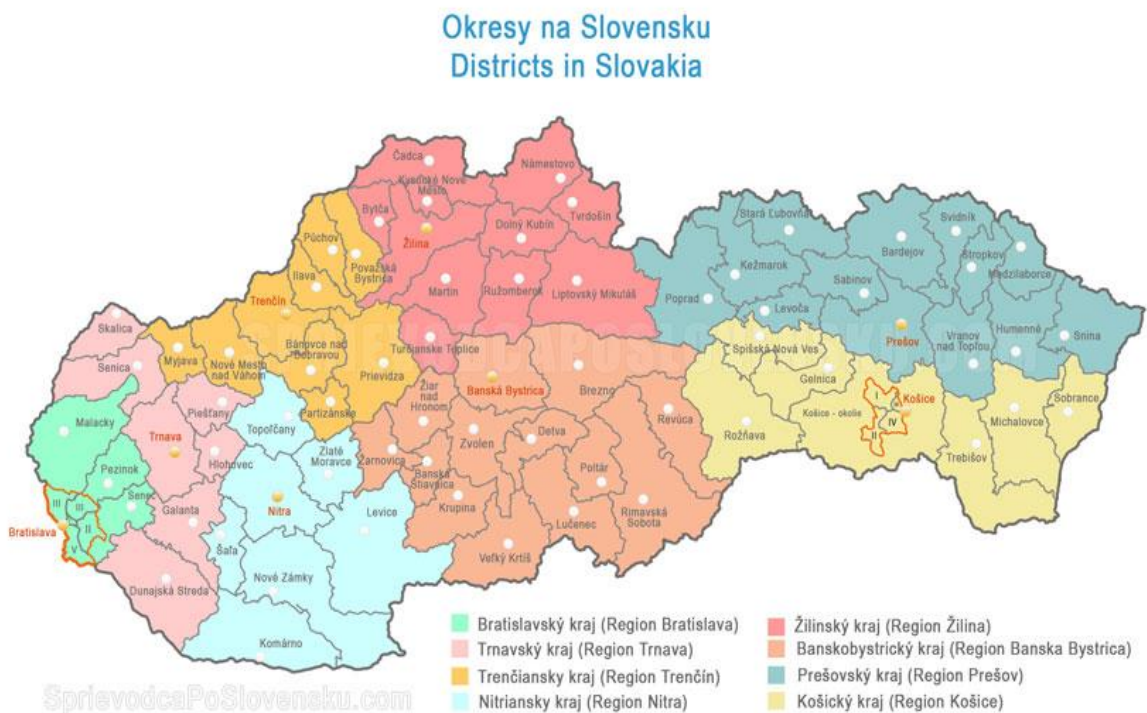 Okresy na Slovensku
Districts in Slovakia
Čadca
Kysucké Nové
Mesto
Námestovo
Bytča
Tvrdošín
Dolný Kubín
Žilina
Púchov
Považská
Bystrica
Ilava
Martin
Ružomberok
Liptovský Mikuláš
Stará Ľubovňa
Svidník
Bardejov
Stropkov
Medzilaborce
Kežmarok
Sabinov
Poprad
Levoča
Prešov
Vranov
nad Topľou
Humenné
Snina
Trenčín
Skalica
Senica
Myjava
Nové Mesto
nad Váhom
Bánovce nad
Bebravou
Prievidza
Partizánske
Turčianske Teplice
Žiar
nad
Hronom
Banská Bystrica
Brezno
Spišská Nová Ves
Gelnica
Košice - okolie
Košice
I
IV
II
Rožňava
Revúca
Michalovce
Sobrance
Trebišov
Malacky
Pezinok
Senec
Bratislava
III
III
II
V
Piešťany
Trnava
Hlohovec
Galanta
Dunajská Streda
Topoľčany
Zlaté
Moravce
Nitra
Šaľa
Levice
Nové Zámky
Komárno
Žarnovica
Banská
Štiavnica
Zvolen
Detva
Krupina
Poltár
Lučenec
Rimavská
Sobota
Veľký Krtíš
Bratislavský kraj (Region Bratislava)
Trnavský kraj (Region Trnava)
Trenčiansky kraj (Region Trenčín)
Nitriansky kraj (Region Nitra)
Žilinský kraj (Region Žilina)
Banskobystrický kraj (Region Banska Bystrica)
Prešovský kraj (Region Prešov)
Košický kraj (Region Košice)
SprievodcaPoSlovensku.com